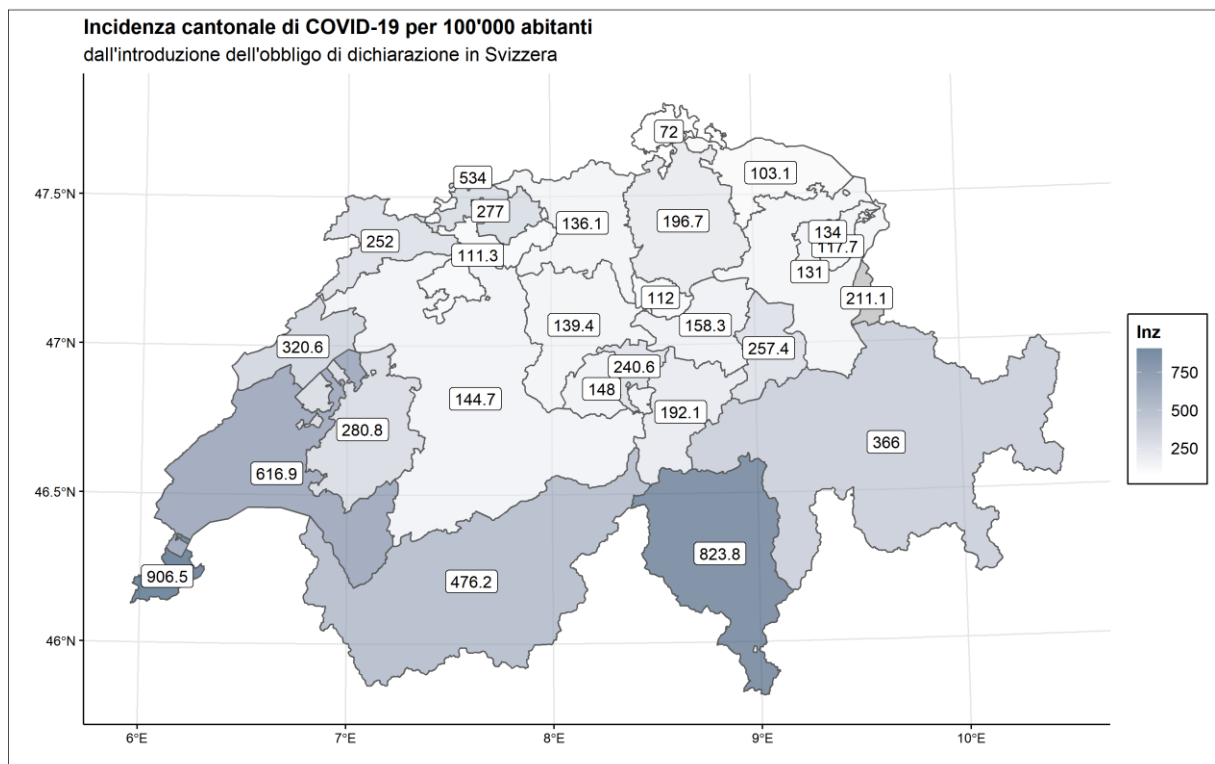 Incidenza cantonale di COVID-19 per 100'000 abitanti
dall'introduzione dell'obbligo di dichiarazione in Svizzera
72
47.5°N
534
103.1
277
136.1
196.7
134
252
117.7
111.3
131
112
211.1
139.4
158.3
47°N
320.6
257.4
240.6
148
144.7
192.1
280.8
366
616.9
46.5°N
823.8
906.5
476.2
46°N
6°E
7°E
8°E
9°E
10°E
Inz
750
500
250